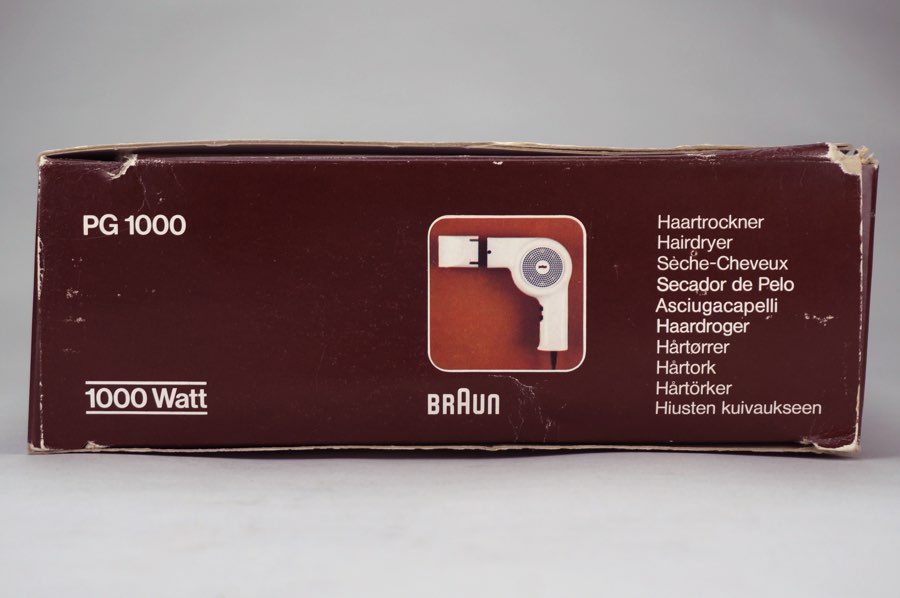 PG 1000
1000 Watt
BRAUN
Haartrockner
Hairdryer
Sèche-Cheveux
Secador de Pelo
Asciugacapelli
Haardroger
Hårtørrer
Hårtork
Hårtörker
Hiusten kuivaukseen